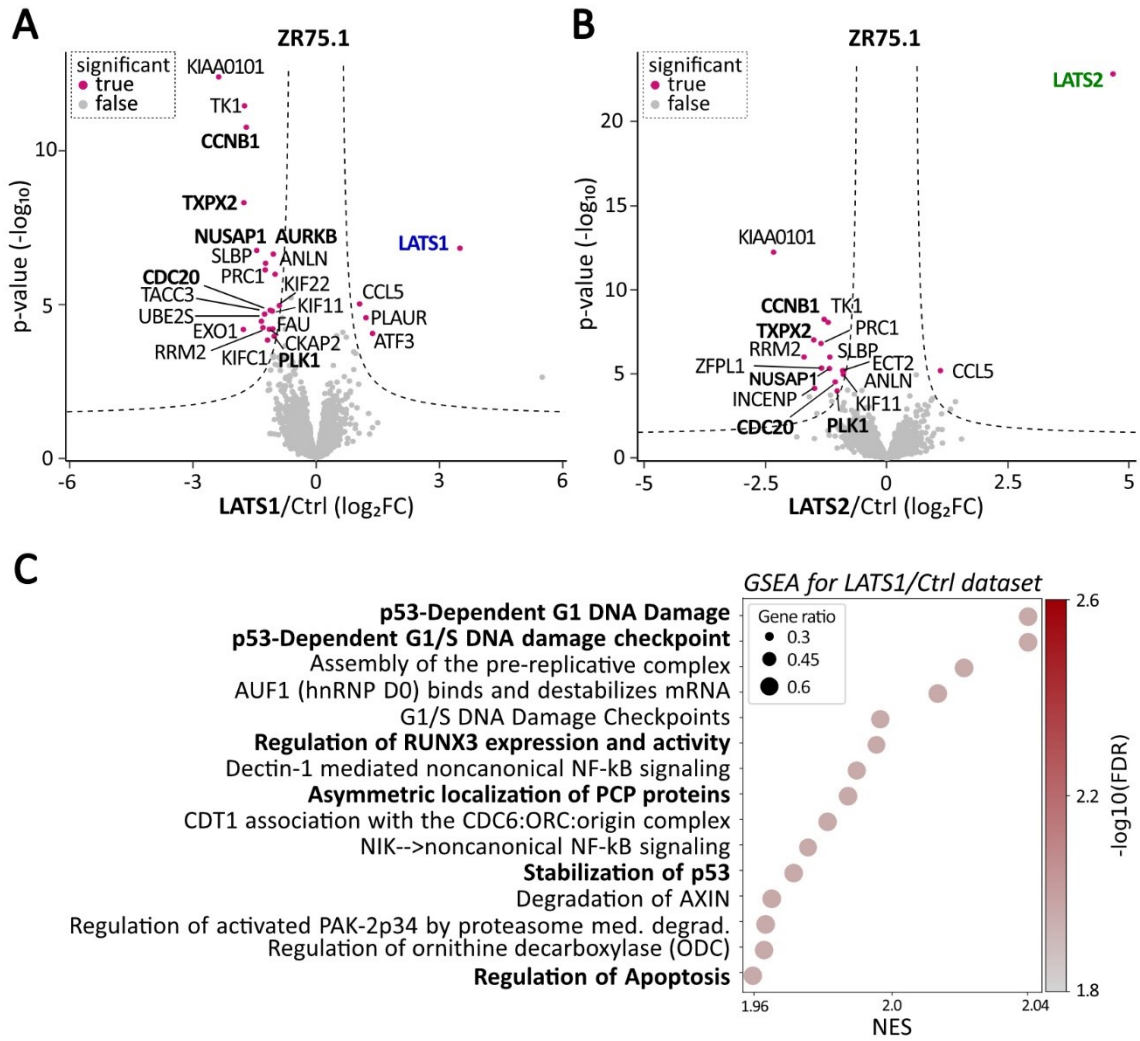 A
ZR75.1
significant
true
false
KIAA0101
TK1
CCNB1
TXPX2
NUSAP1
AURKB
SLBP
ANLN
PRC1
CDC20
KIF22
TACC3
KIF11
UBE2S
FAU
EXO1
CKAP2
RRM2
KIFC1
PLK1
LATS1
CCL5
PLAUR
ATF3
p-value (-log₁₀)
10
5
0
-6
-3
0
3
6
LATS1/Ctrl (log₂FC)
B
ZR75.1
significant
true
false
LATS2
KIAA0101
CCNB1
TK1
TXPX2
PRC1
RRM2
SLBP
ZFPL1
ECT2
NUSAP1
ANLN
INCENP
KIF11
CDC20
PLK1
CCL5
p-value (-log₁₀)
20
15
10
5
0
-5
-2.5
0
2.5
5
LATS2/Ctrl (log₂FC)
C
GSEA for LATS1/Ctrl dataset
p53-Dependent G1 DNA Damage
p53-Dependent G1/S DNA damage checkpoint
Assembly of the pre-replicative complex
AUF1 (hnRNP D0) binds and destabilizes mRNA
G1/S DNA Damage Checkpoints
Regulation of RUNX3 expression and activity
Dectin-1 mediated noncanonical NF-kB signaling
Asymmetric localization of PCP proteins
CDT1 association with the CDC6:ORC:origin complex
NIK-->noncanonical NF-kB signaling
Stabilization of p53
Degradation of AXIN
Regulation of activated PAK-2p34 by proteasome med. degrad.
Regulation of ornithine decarboxylase (ODC)
Regulation of Apoptosis
Gene ratio
0.3
0.45
0.6
1.96
2.0
2.04
NES
2.6
2.2
1.8
-log10(FDR)